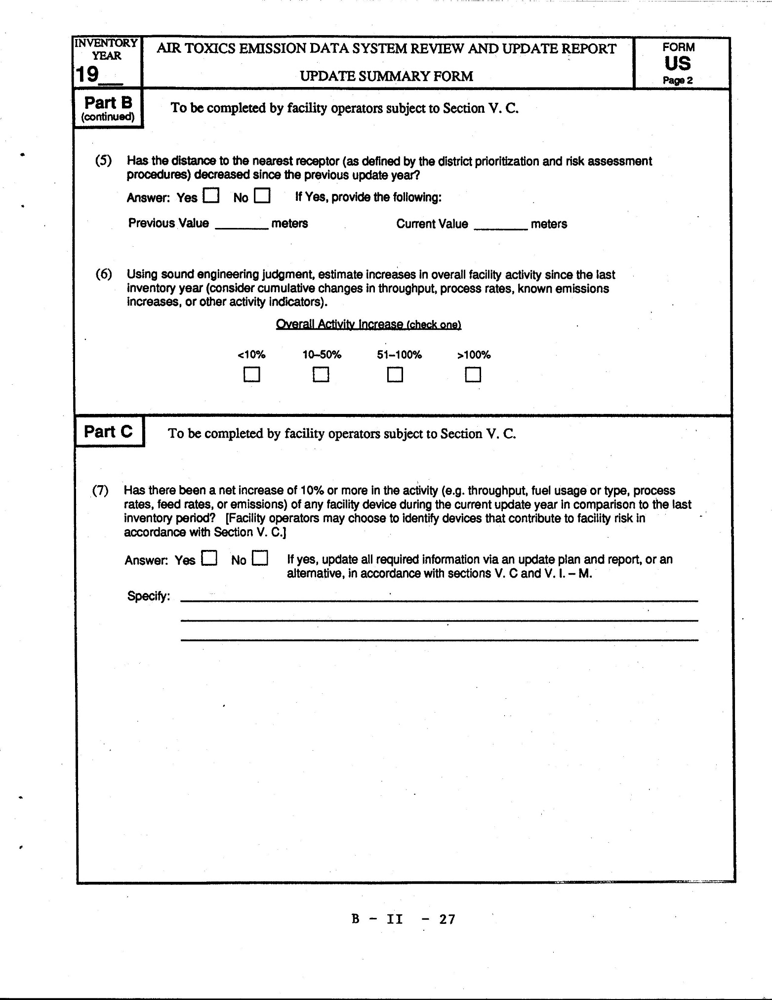 INVENTORY
YEAR
19__
AIR TOXICS EMISSION DATA SYSTEM REVIEW AND UPDATE REPORT
UPDATE SUMMARY FORM
FORM
US
Page 2
Part B
(continued)
To be completed by facility operators subject to Section V. C.
(5) Has the distance to the nearest receptor (as defined by the district prioritization and risk assessment
procedures) decreased since the previous update year?
Answer: Yes ☐ No ☐ If Yes, provide the following:
Previous Value ________ meters Current Value ________ meters
(6) Using sound engineering judgment, estimate increases in overall facility activity since the last
inventory year (consider cumulative changes in throughput, process rates, known emissions
increases, or other activity indicators).
Overall Activity Increase (check one)
<10% 10–50% 51–100% >100%
☐ ☐ ☐ ☐
Part C
To be completed by facility operators subject to Section V. C.
(7) Has there been a net increase of 10% or more in the activity (e.g. throughput, fuel usage or type, process
rates, feed rates, or emissions) of any facility device during the current update year in comparison to the last
inventory period? [Facility operators may choose to identify devices that contribute to facility risk in
accordance with Section V. C.]
Answer: Yes ☐ No ☐ If yes, update all required information via an update plan and report, or an
alternative, in accordance with sections V. C and V. I. – M.
Specify:
B - II - 27